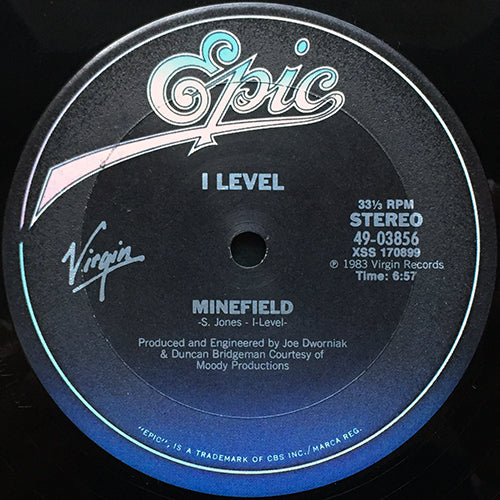 Epic
I LEVEL
33⅓ RPM
STEREO
49-03856
XSS 170899
℗ 1983 Virgin Records
Time: 6:57
Virgin
MINEFIELD
-S. Jones - I-Level-
Produced and Engineered by Joe Dworniak
& Duncan Bridgeman Courtesy of
Moody Productions
"EPIC", IS A TRADEMARK OF CBS INC./MARCA REG.